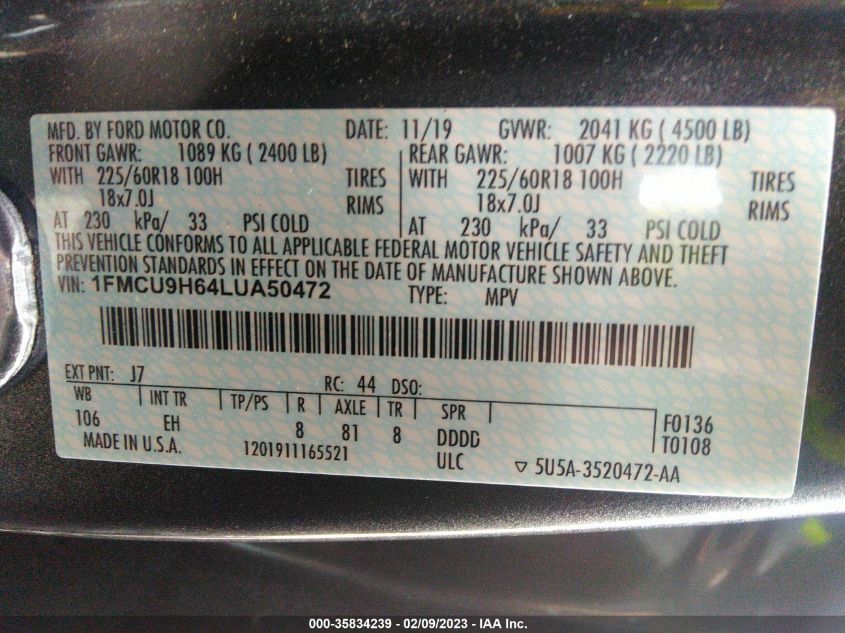 MFD. BY FORD MOTOR CO. DATE: 11/19 GVWR: 2041 KG ( 4500 LB)
FRONT GAWR: 1089 KG ( 2400 LB) REAR GAWR: 1007 KG ( 2220 LB)
WITH 225/60R18 100H TIRES WITH 225/60R18 100H TIRES
18x7.0J RIMS 18x7.0J RIMS
AT 230 kPa/ 33 PSI COLD AT 230 kPa/ 33 PSI COLD
THIS VEHICLE CONFORMS TO ALL APPLICABLE FEDERAL MOTOR VEHICLE SAFETY AND THEFT
PREVENTION STANDARDS IN EFFECT ON THE DATE OF MANUFACTURE SHOWN ABOVE.
VIN: 1FMCU9H64LUA50472 TYPE: MPV
EXT PNT: J7 RC: 44 DSO:
WB INT TR TP/PS R AXLE TR SPR
106 EH 8 81 8 DDDD F0136
MADE IN U.S.A. 1201911165521 ULC T0108
▽ 5U5A-3520472-AA
000-35834239 - 02/09/2023 - IAA Inc.